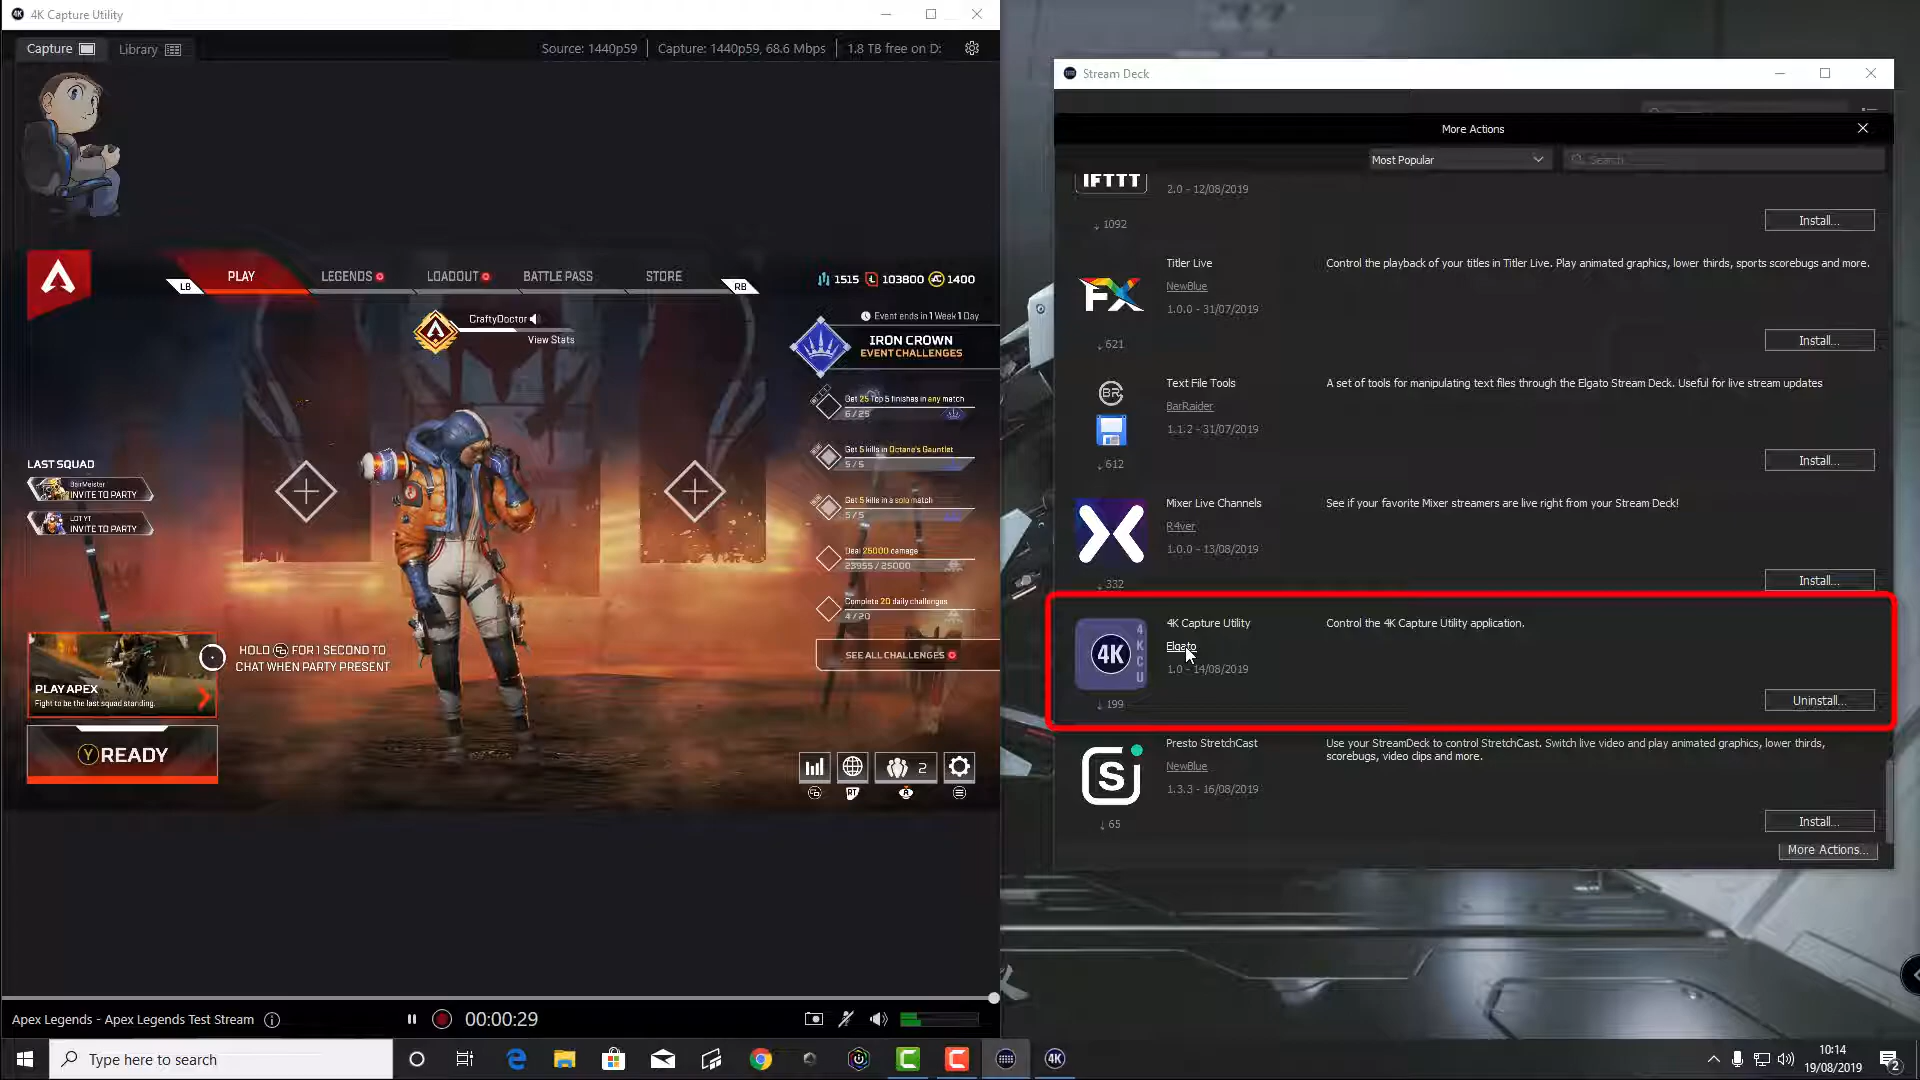 4K Capture Utility
Capture
Library
Source: 1440p59
Capture: 1440p59, 68.6 Mbps
1.8 TB free on D:
LB
PLAY
LEGENDS
LOADOUT
BATTLE PASS
STORE
RB
1515
103800
1400
CraftyDoctor
View Stats
Event ends in 1 Week 1 Day
IRON CROWN
EVENT CHALLENGES
Get 25 Top 5 finishes in any match
6/25
Get 5 kills in Octane's Gauntlet
5/5
Get 5 kills in a solo match
5/5
Deal 25000 damage
23955/25000
Complete 20 daily challenges
4/20
SEE ALL CHALLENGES
LAST SQUAD
BairMeister
INVITE TO PARTY
LOT YT
INVITE TO PARTY
HOLD FOR 1 SECOND TO
CHAT WHEN PARTY PRESENT
PLAY APEX
Fight to be the last squad standing.
Y READY
2
RT
R
Apex Legends - Apex Legends Test Stream
00:00:29
Stream Deck
More Actions
Most Popular
Search
IFTTT
2.0 - 12/08/2019
1092
Install...
FX
Titler Live
NewBlue
1.0.0 - 31/07/2019
621
Control the playback of your titles in Titler Live. Play animated graphics, lower thirds, sports scorebugs and more.
Install...
BR
Text File Tools
BarRaider
1.1.2 - 31/07/2019
612
A set of tools for manipulating text files through the Elgato Stream Deck. Useful for live stream updates
Install...
Mixer Live Channels
R4ver
1.0.0 - 13/08/2019
332
See if your favorite Mixer streamers are live right from your Stream Deck!
Install...
4K
4KCU
4K Capture Utility
Elgato
1.0 - 14/08/2019
199
Control the 4K Capture Utility application.
Uninstall...
S
Presto StretchCast
NewBlue
1.3.3 - 16/08/2019
65
Use your StreamDeck to control StretchCast. Switch live video and play animated graphics, lower thirds,
scorebugs, video clips and more.
Install...
More Actions...
Type here to search
4K
10:14
19/08/2019
2